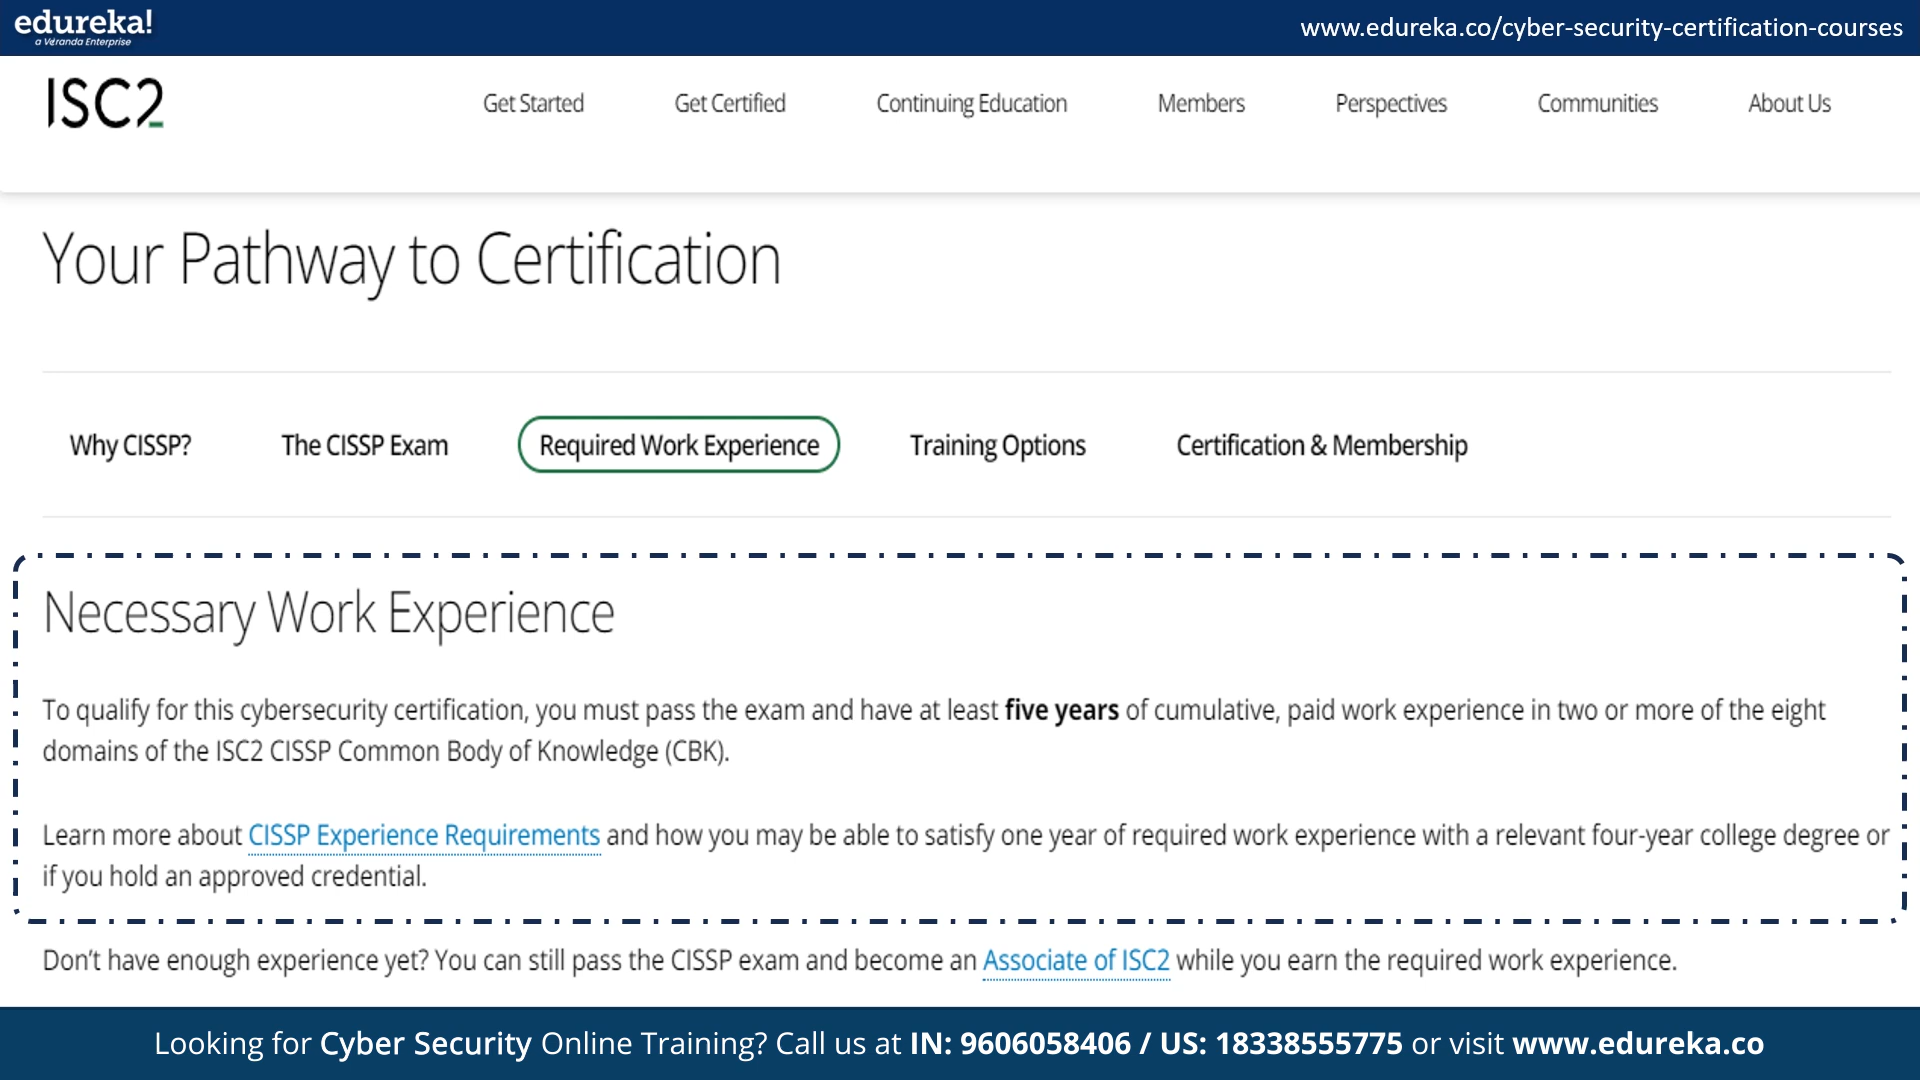 edureka!
a Veranda Enterprise
www.edureka.co/cyber-security-certification-courses
ISC2
Get Started
Get Certified
Continuing Education
Members
Perspectives
Communities
About Us
Your Pathway to Certification
Why CISSP?
The CISSP Exam
Required Work Experience
Training Options
Certification & Membership
Necessary Work Experience
To qualify for this cybersecurity certification, you must pass the exam and have at least five years of cumulative, paid work experience in two or more of the eight
domains of the ISC2 CISSP Common Body of Knowledge (CBK).
Learn more about CISSP Experience Requirements and how you may be able to satisfy one year of required work experience with a relevant four-year college degree or
if you hold an approved credential.
Don’t have enough experience yet? You can still pass the CISSP exam and become an Associate of ISC2 while you earn the required work experience.
Looking for Cyber Security Online Training? Call us at IN: 9606058406 / US: 18338555775 or visit www.edureka.co